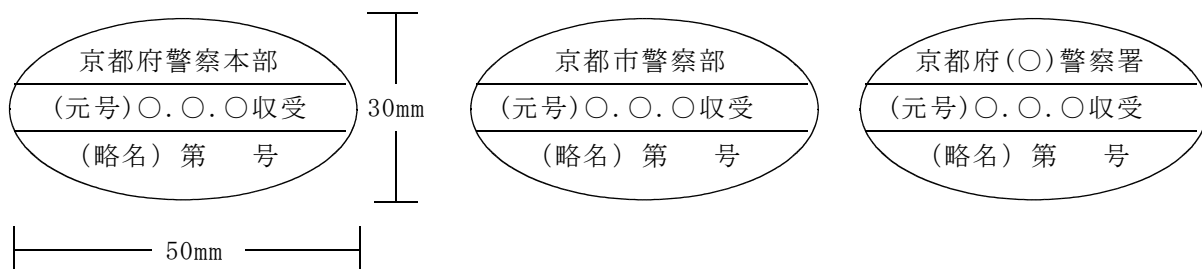 京都府警察本部
(元号)○.○.○収受
(略名) 第　号
30mm
50mm
京都市警察部
(元号)○.○.○収受
(略名) 第　号
京都府(○)警察署
(元号)○.○.○収受
(略名) 第　号